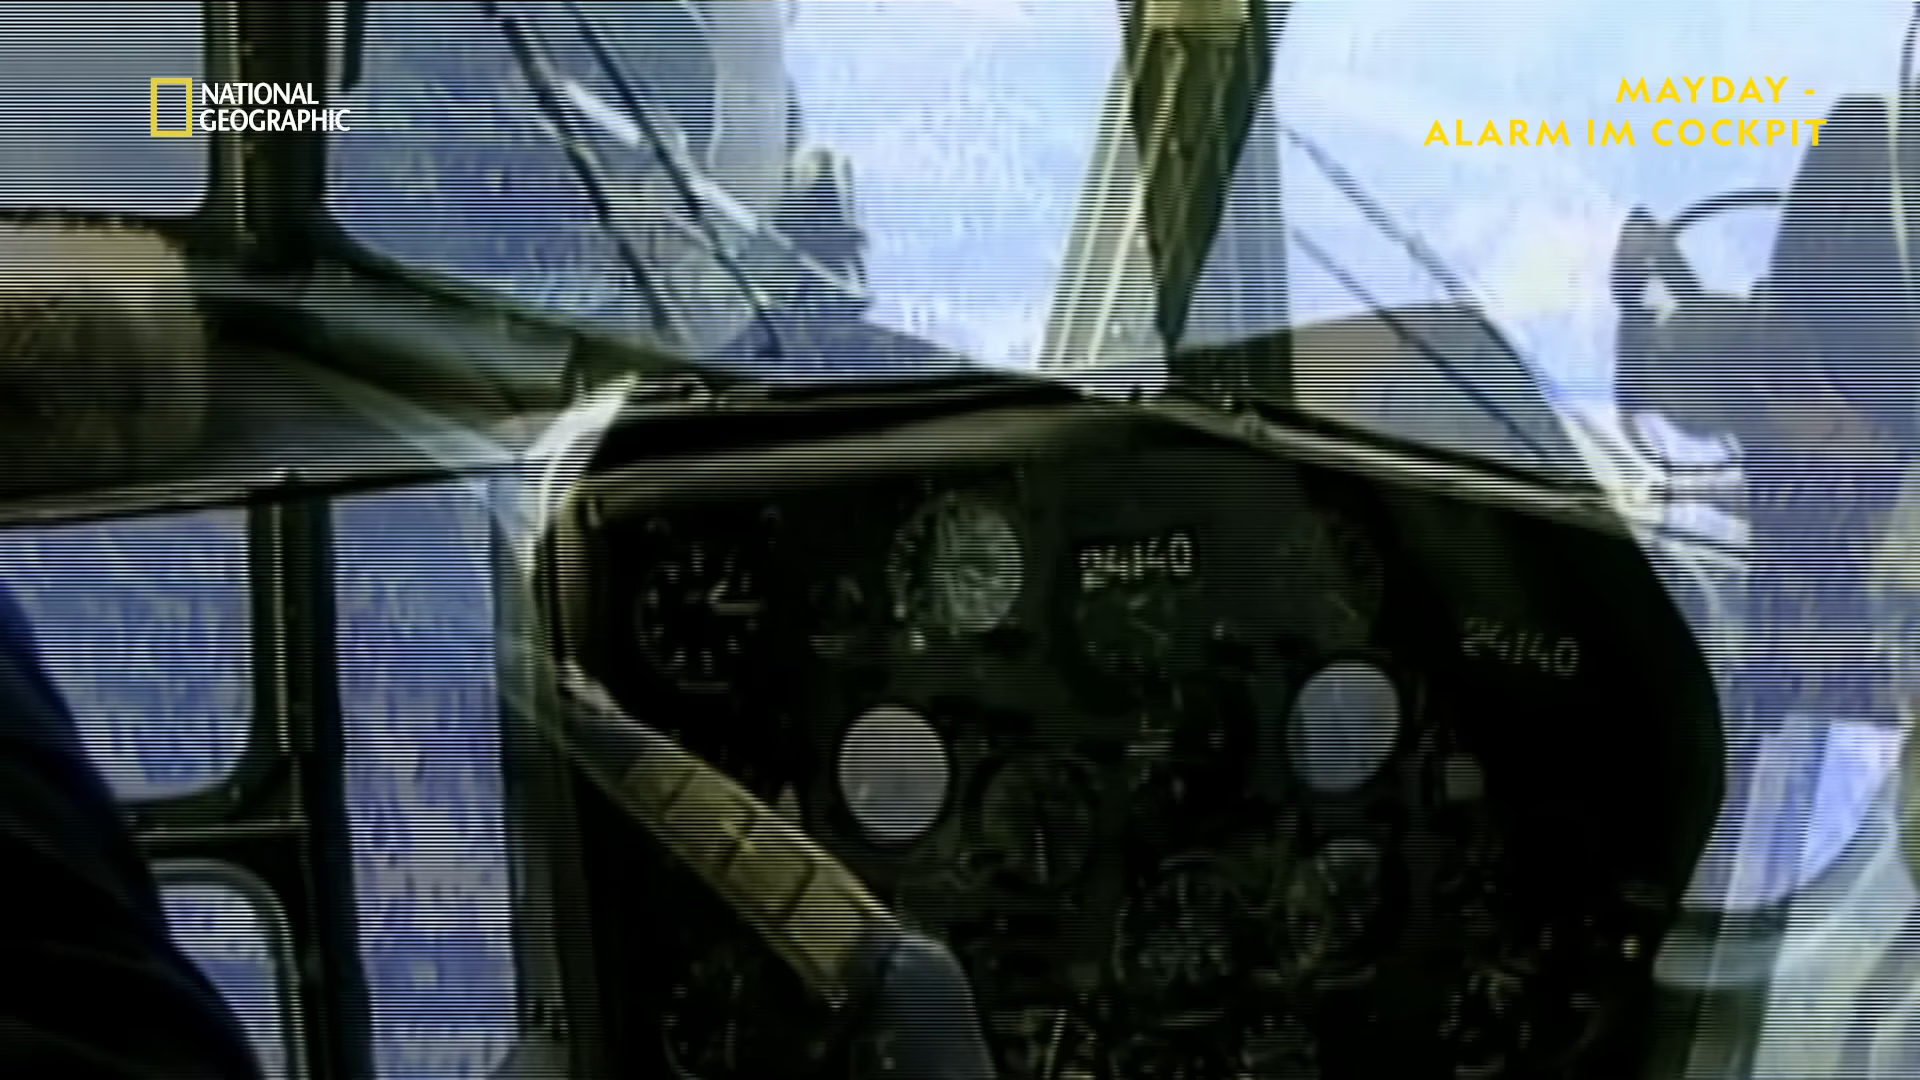 NATIONAL
GEOGRAPHIC
MAYDAY -
ALARM IM COCKPIT
24140
24140